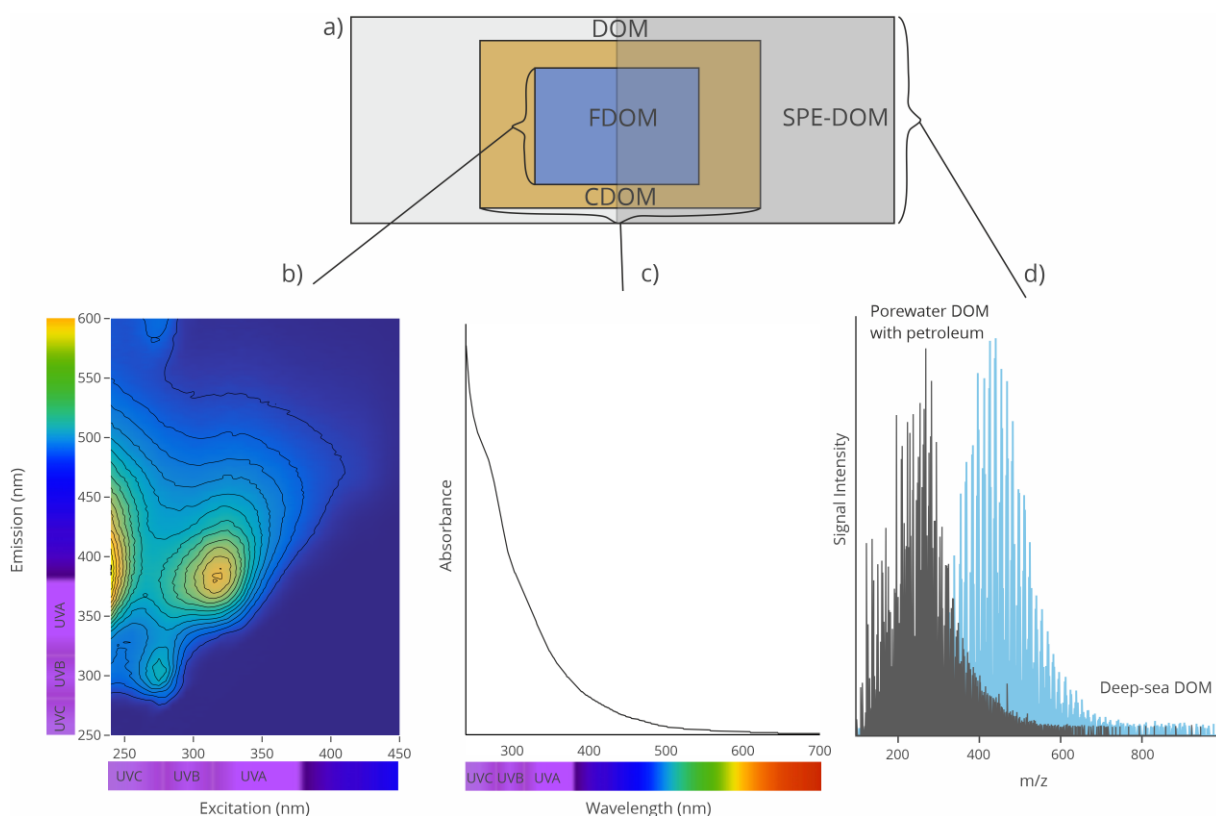 a)
DOM
FDOM
SPE-DOM
CDOM
b)
c)
d)
600
550
500
450
400
350
300
250
Emission (nm)
UVA
UVB
UVC
250
300
350
400
450
UVC
UVB
UVA
Excitation (nm)
Absorbance
300
400
500
600
700
UVC
UVB
UVA
Wavelength (nm)
Porewater DOM
with petroleum
Signal Intensity
Deep-sea DOM
200
400
600
800
m/z